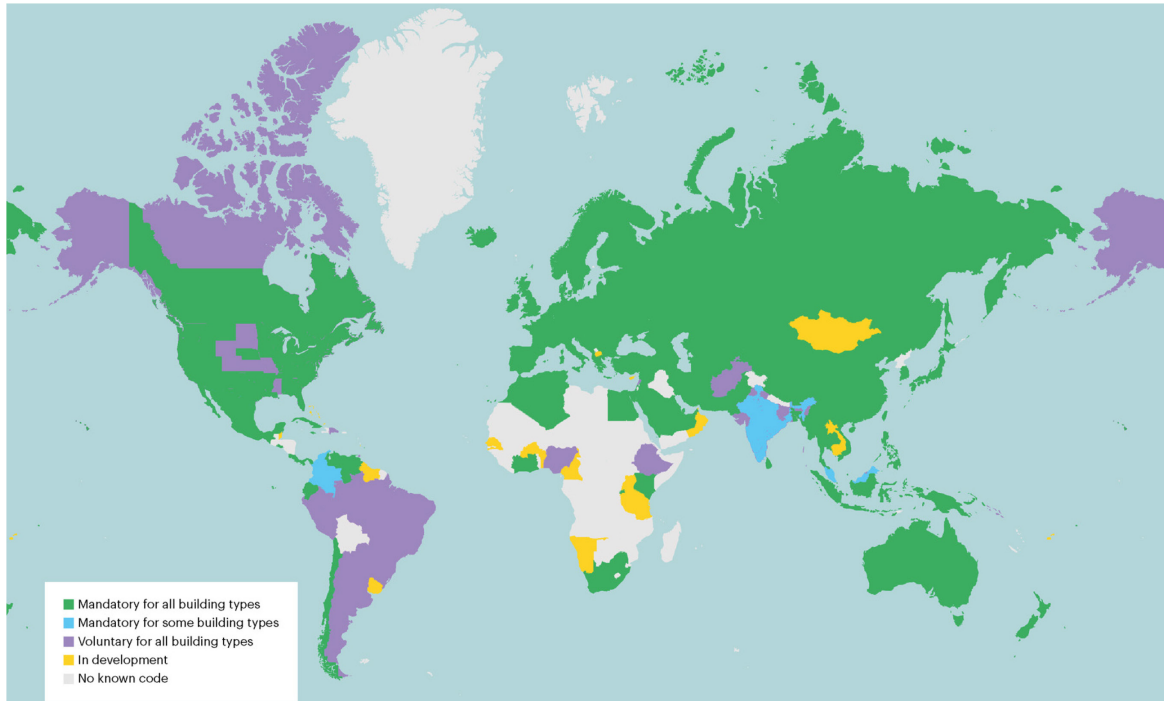 Mandatory for all building types
Mandatory for some building types
Voluntary for all building types
In development
No known code